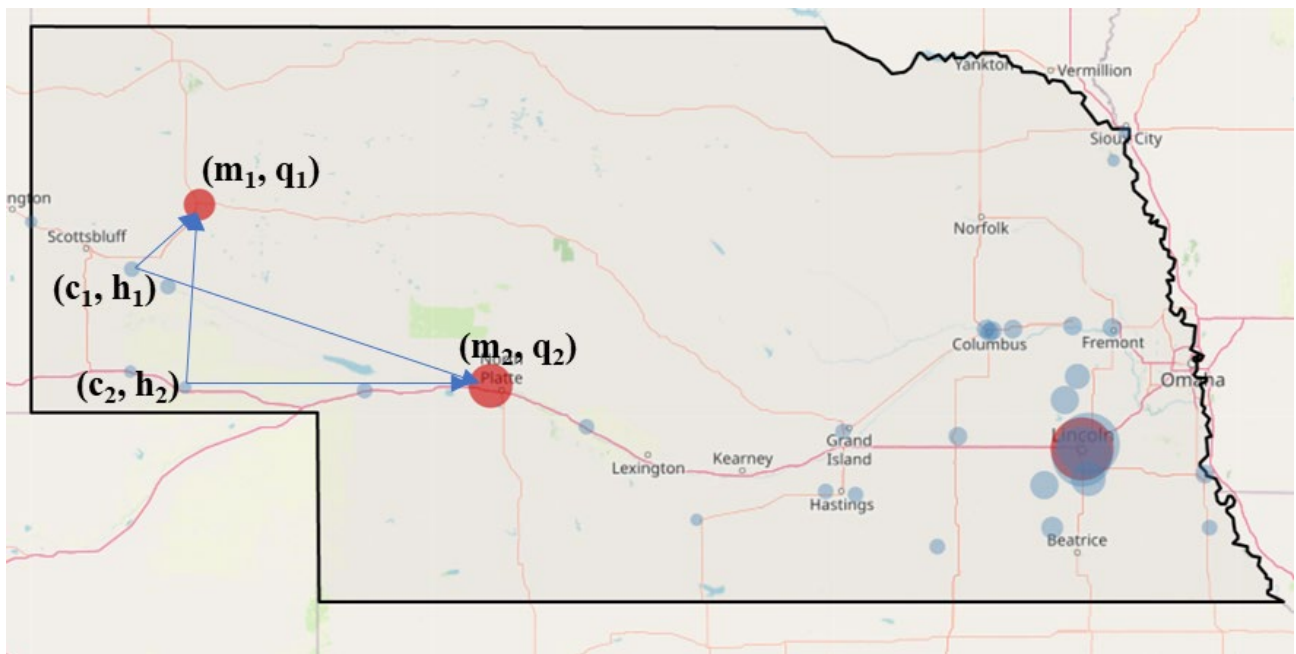 Yankton
Vermillion
Sioux City
(m₁, q₁)
ngton
Scottsbluff
Norfolk
(c₁, h₁)
(m₂, q₂)
Columbus
Fremont
North
Platte
(c₂, h₂)
Omaha
Lincoln
Grand
Island
Lexington
Kearney
Hastings
Beatrice